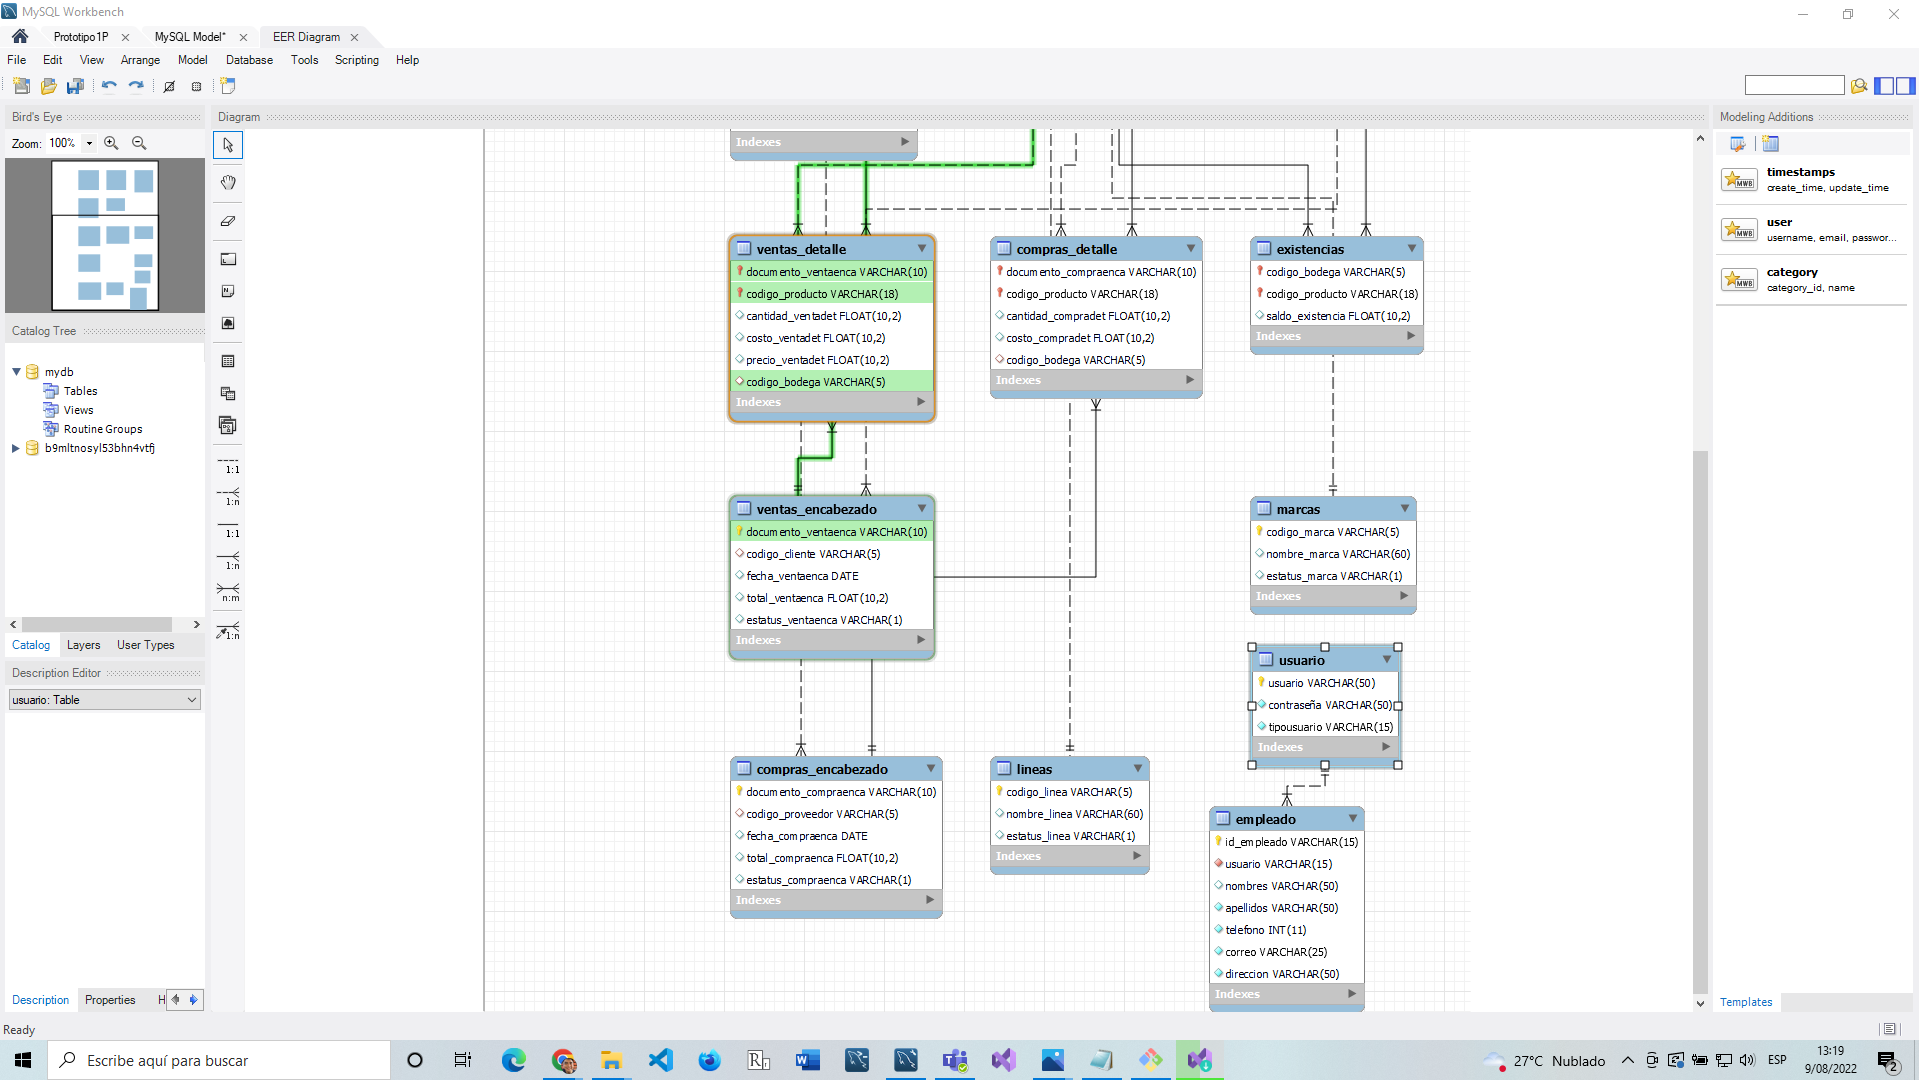 MySQL Workbench
Prototipo1P
MySQL Model*
EER Diagram
File Edit View Arrange Model Database Tools Scripting Help
Bird's Eye
Diagram
Modeling Additions
Zoom: 100%
timestamps
create_time, update_time
user
username, email, passwor...
category
category_id, name
Catalog Tree
mydb
Tables
Views
Routine Groups
b9mltnosyl53bhn4vtfj
Catalog Layers User Types
Description Editor
usuario: Table
Description Properties H
1:1
1:n
1:1
1:n
n:m
1:n
Indexes
ventas_detalle
documento_ventaenca VARCHAR(10)
codigo_producto VARCHAR(18)
cantidad_ventadet FLOAT(10,2)
costo_ventadet FLOAT(10,2)
precio_ventadet FLOAT(10,2)
codigo_bodega VARCHAR(5)
Indexes
compras_detalle
documento_compraenca VARCHAR(10)
codigo_producto VARCHAR(18)
cantidad_compradet FLOAT(10,2)
costo_compradet FLOAT(10,2)
codigo_bodega VARCHAR(5)
Indexes
existencias
codigo_bodega VARCHAR(5)
codigo_producto VARCHAR(18)
saldo_existencia FLOAT(10,2)
Indexes
ventas_encabezado
documento_ventaenca VARCHAR(10)
codigo_cliente VARCHAR(5)
fecha_ventaenca DATE
total_ventaenca FLOAT(10,2)
estatus_ventaenca VARCHAR(1)
Indexes
marcas
codigo_marca VARCHAR(5)
nombre_marca VARCHAR(60)
estatus_marca VARCHAR(1)
Indexes
usuario
usuario VARCHAR(50)
contraseña VARCHAR(50)
tipousuario VARCHAR(15)
Indexes
compras_encabezado
documento_compraenca VARCHAR(10)
codigo_proveedor VARCHAR(5)
fecha_compraenca DATE
total_compraenca FLOAT(10,2)
estatus_compraenca VARCHAR(1)
Indexes
lineas
codigo_linea VARCHAR(5)
nombre_linea VARCHAR(60)
estatus_linea VARCHAR(1)
Indexes
empleado
id_empleado VARCHAR(15)
usuario VARCHAR(15)
nombres VARCHAR(50)
apellidos VARCHAR(50)
telefono INT(11)
correo VARCHAR(25)
direccion VARCHAR(50)
Indexes
Templates
Ready
Escribe aquí para buscar
27°C Nublado
ESP
13:19
9/08/2022
2